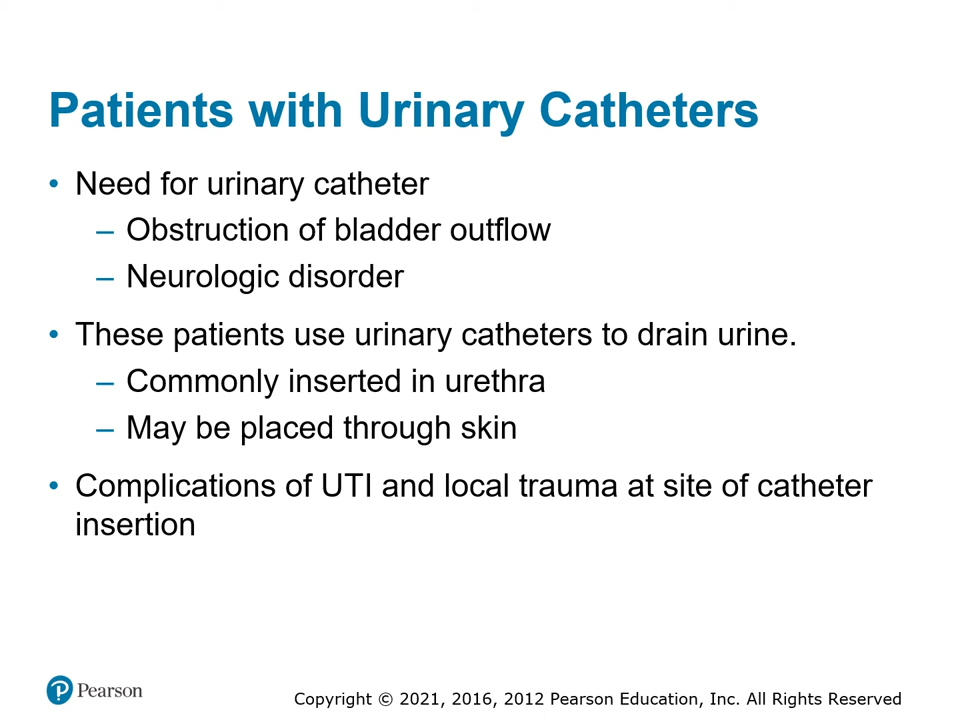 Patients with Urinary Catheters
• Need for urinary catheter
– Obstruction of bladder outflow
– Neurologic disorder
• These patients use urinary catheters to drain urine.
– Commonly inserted in urethra
– May be placed through skin
• Complications of UTI and local trauma at site of catheter
insertion
Pearson
Copyright © 2021, 2016, 2012 Pearson Education, Inc. All Rights Reserved